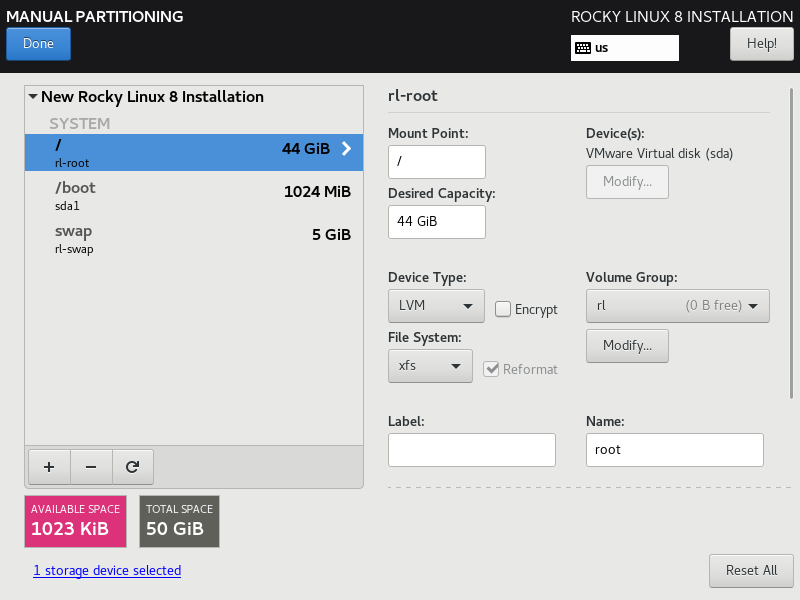 MANUAL PARTITIONING
ROCKY LINUX 8 INSTALLATION
Done
us
Help!
New Rocky Linux 8 Installation
SYSTEM
/
44 GiB
rl-root
/boot
1024 MiB
sda1
swap
5 GiB
rl-swap
+ −
AVAILABLE SPACE
1023 KiB
TOTAL SPACE
50 GiB
1 storage device selected
rl-root
Mount Point:
/
Device(s):
VMware Virtual disk (sda)
Modify...
Desired Capacity:
44 GiB
Device Type:
LVM
Encrypt
Volume Group:
rl (0 B free)
Modify...
File System:
xfs
Reformat
Label:
Name:
root
Reset All